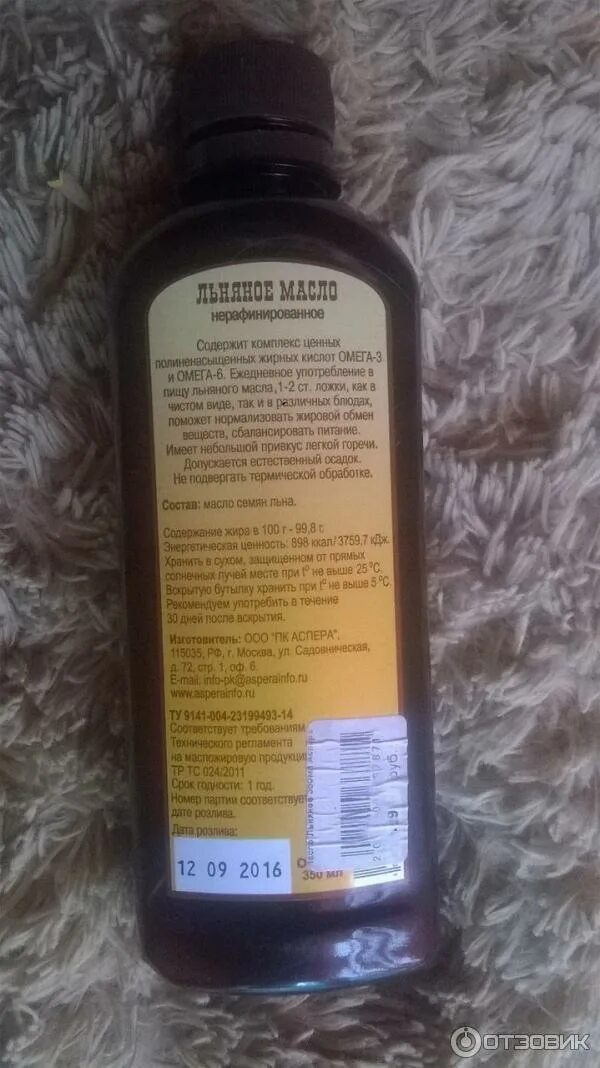 ЛЬНЯНОЕ МАСЛО
нерафинированное
Содержит комплекс ценных
полиненасыщенных жирных кислот ОМЕГА-3
и ОМЕГА-6. Ежедневное употребление в
пищу льняного масла,1-2 ст. ложки, как в
чистом виде, так и в различных блюдах,
поможет нормализовать жировой обмен
веществ, сбалансировать питание.
Имеет небольшой привкус легкой горечи.
Допускается естественный осадок.
Не подвергать термической обработке.
Состав: масло семян льна.
Содержание жира в 100 г - 99,8 г.
Энергетическая ценность: 898 ккал/ 3759,7 кДж.
Хранить в сухом, защищенном от прямых
солнечных лучей месте при t⁰ не выше 25 ⁰С.
Вскрытую бутылку хранить при t⁰ не выше 5 ⁰С.
Рекомендуем употребить в течение
30 дней после вскрытия.
Изготовитель: ООО "ПК АСПЕРА".
115035, РФ, г. Москва, ул. Садовническая,
д. 72, стр. 1, оф. 6.
E-mail: info-pk@asperainfo.ru
www.asperainfo.ru
ТУ 9141-004-23199493-14
Соответствует требованиям
Технического регламента
на масложировую продукцию
ТР ТС 024/2011
Срок годности: 1 год.
Номер партии соответствует
дате розлива.
Дата розлива:
12 09 2016
350 мл
руб.
ОТЗОВИК